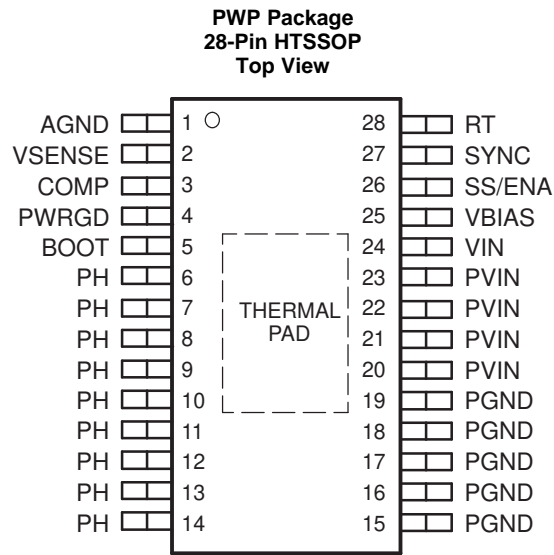 PWP Package
28-Pin HTSSOP
Top View
AGND 1 28 RT
VSENSE 2 27 SYNC
COMP 3 26 SS/ENA
PWRGD 4 25 VBIAS
BOOT 5 24 VIN
PH 6 23 PVIN
PH 7 22 PVIN
PH 8 21 PVIN
PH 9 20 PVIN
PH 10 19 PGND
PH 11 18 PGND
PH 12 17 PGND
PH 13 16 PGND
PH 14 15 PGND
THERMAL
PAD